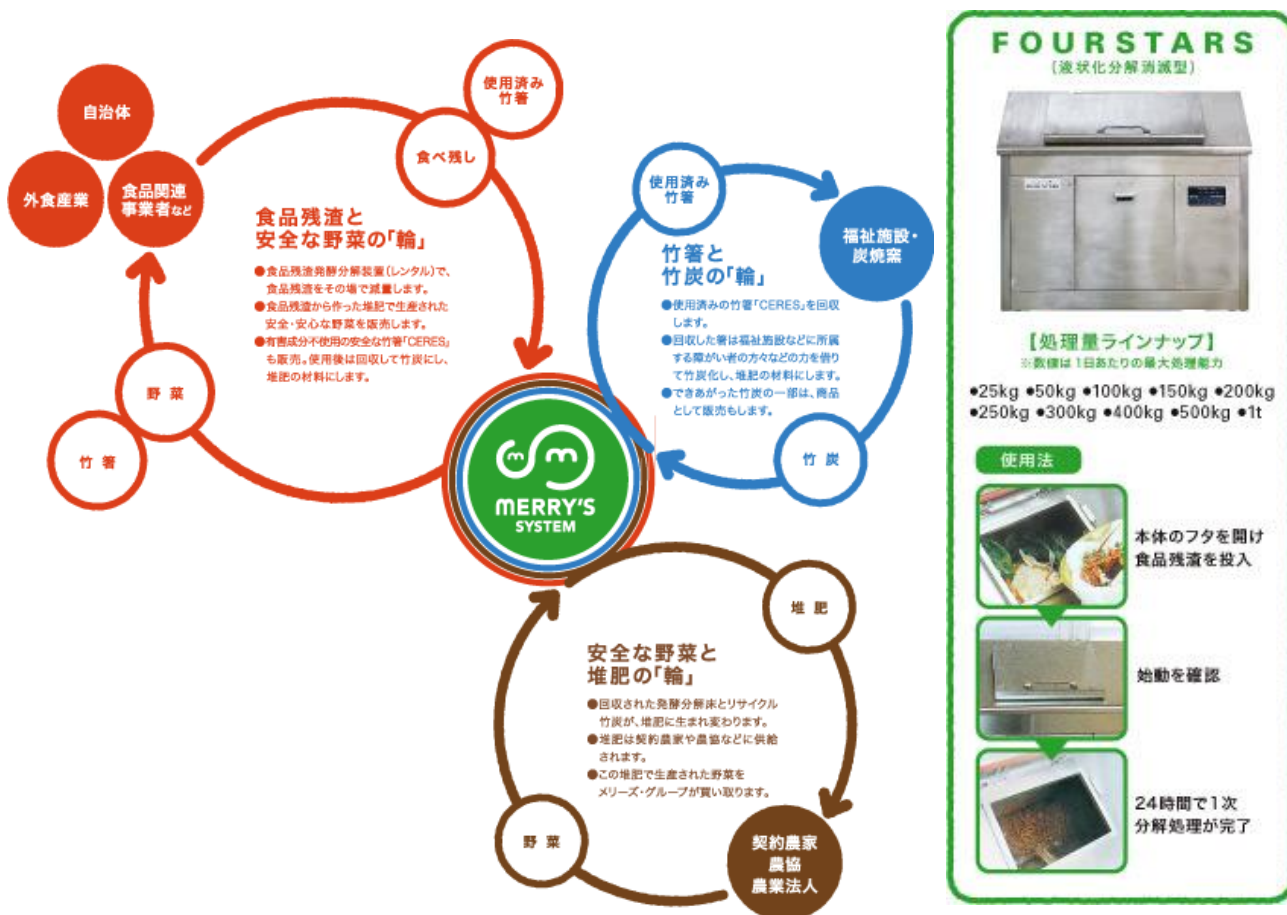 自治体
外食産業
食品関連
事業者など
使用済み
竹箸
食べ残し
食品残渣と
安全な野菜の「輪」
●食品残渣発酵分解装置(レンタル)で、
食品残渣をその場で減量します。
●食品残渣から作った堆肥で生産された
安全・安心な野菜を販売します。
●有害成分不使用の安全な竹箸「CERES」
も販売。使用後は回収して竹炭にし、
堆肥の材料にします。
野菜
竹箸
使用済み
竹箸
福祉施設・
炭焼窯
竹箸と
竹炭の「輪」
●使用済みの竹箸「CERES」を回収
します。
●回収した箸は福祉施設などに所属
する障がい者の方々などの力を借り
て竹炭化し、堆肥の材料にします。
●できあがった竹炭の一部は、商品
として販売もします。
竹炭
m m
MERRY'S
SYSTEM
堆肥
安全な野菜と
堆肥の「輪」
●回収された発酵分解床とリサイクル
竹炭が、堆肥に生まれ変わります。
●堆肥は契約農家や農協などに供給
されます。
●この堆肥で生産された野菜を
メリーズ・グループが買い取ります。
野菜
契約農家
農協
農業法人
FOURSTARS
(液状化分解消滅型)
【処理量ラインナップ】
※数値は1日あたりの最大処理能力
●25kg ●50kg ●100kg ●150kg ●200kg
●250kg ●300kg ●400kg ●500kg ●1t
使用法
本体のフタを開け
食品残渣を投入
始動を確認
24時間で1次
分解処理が完了